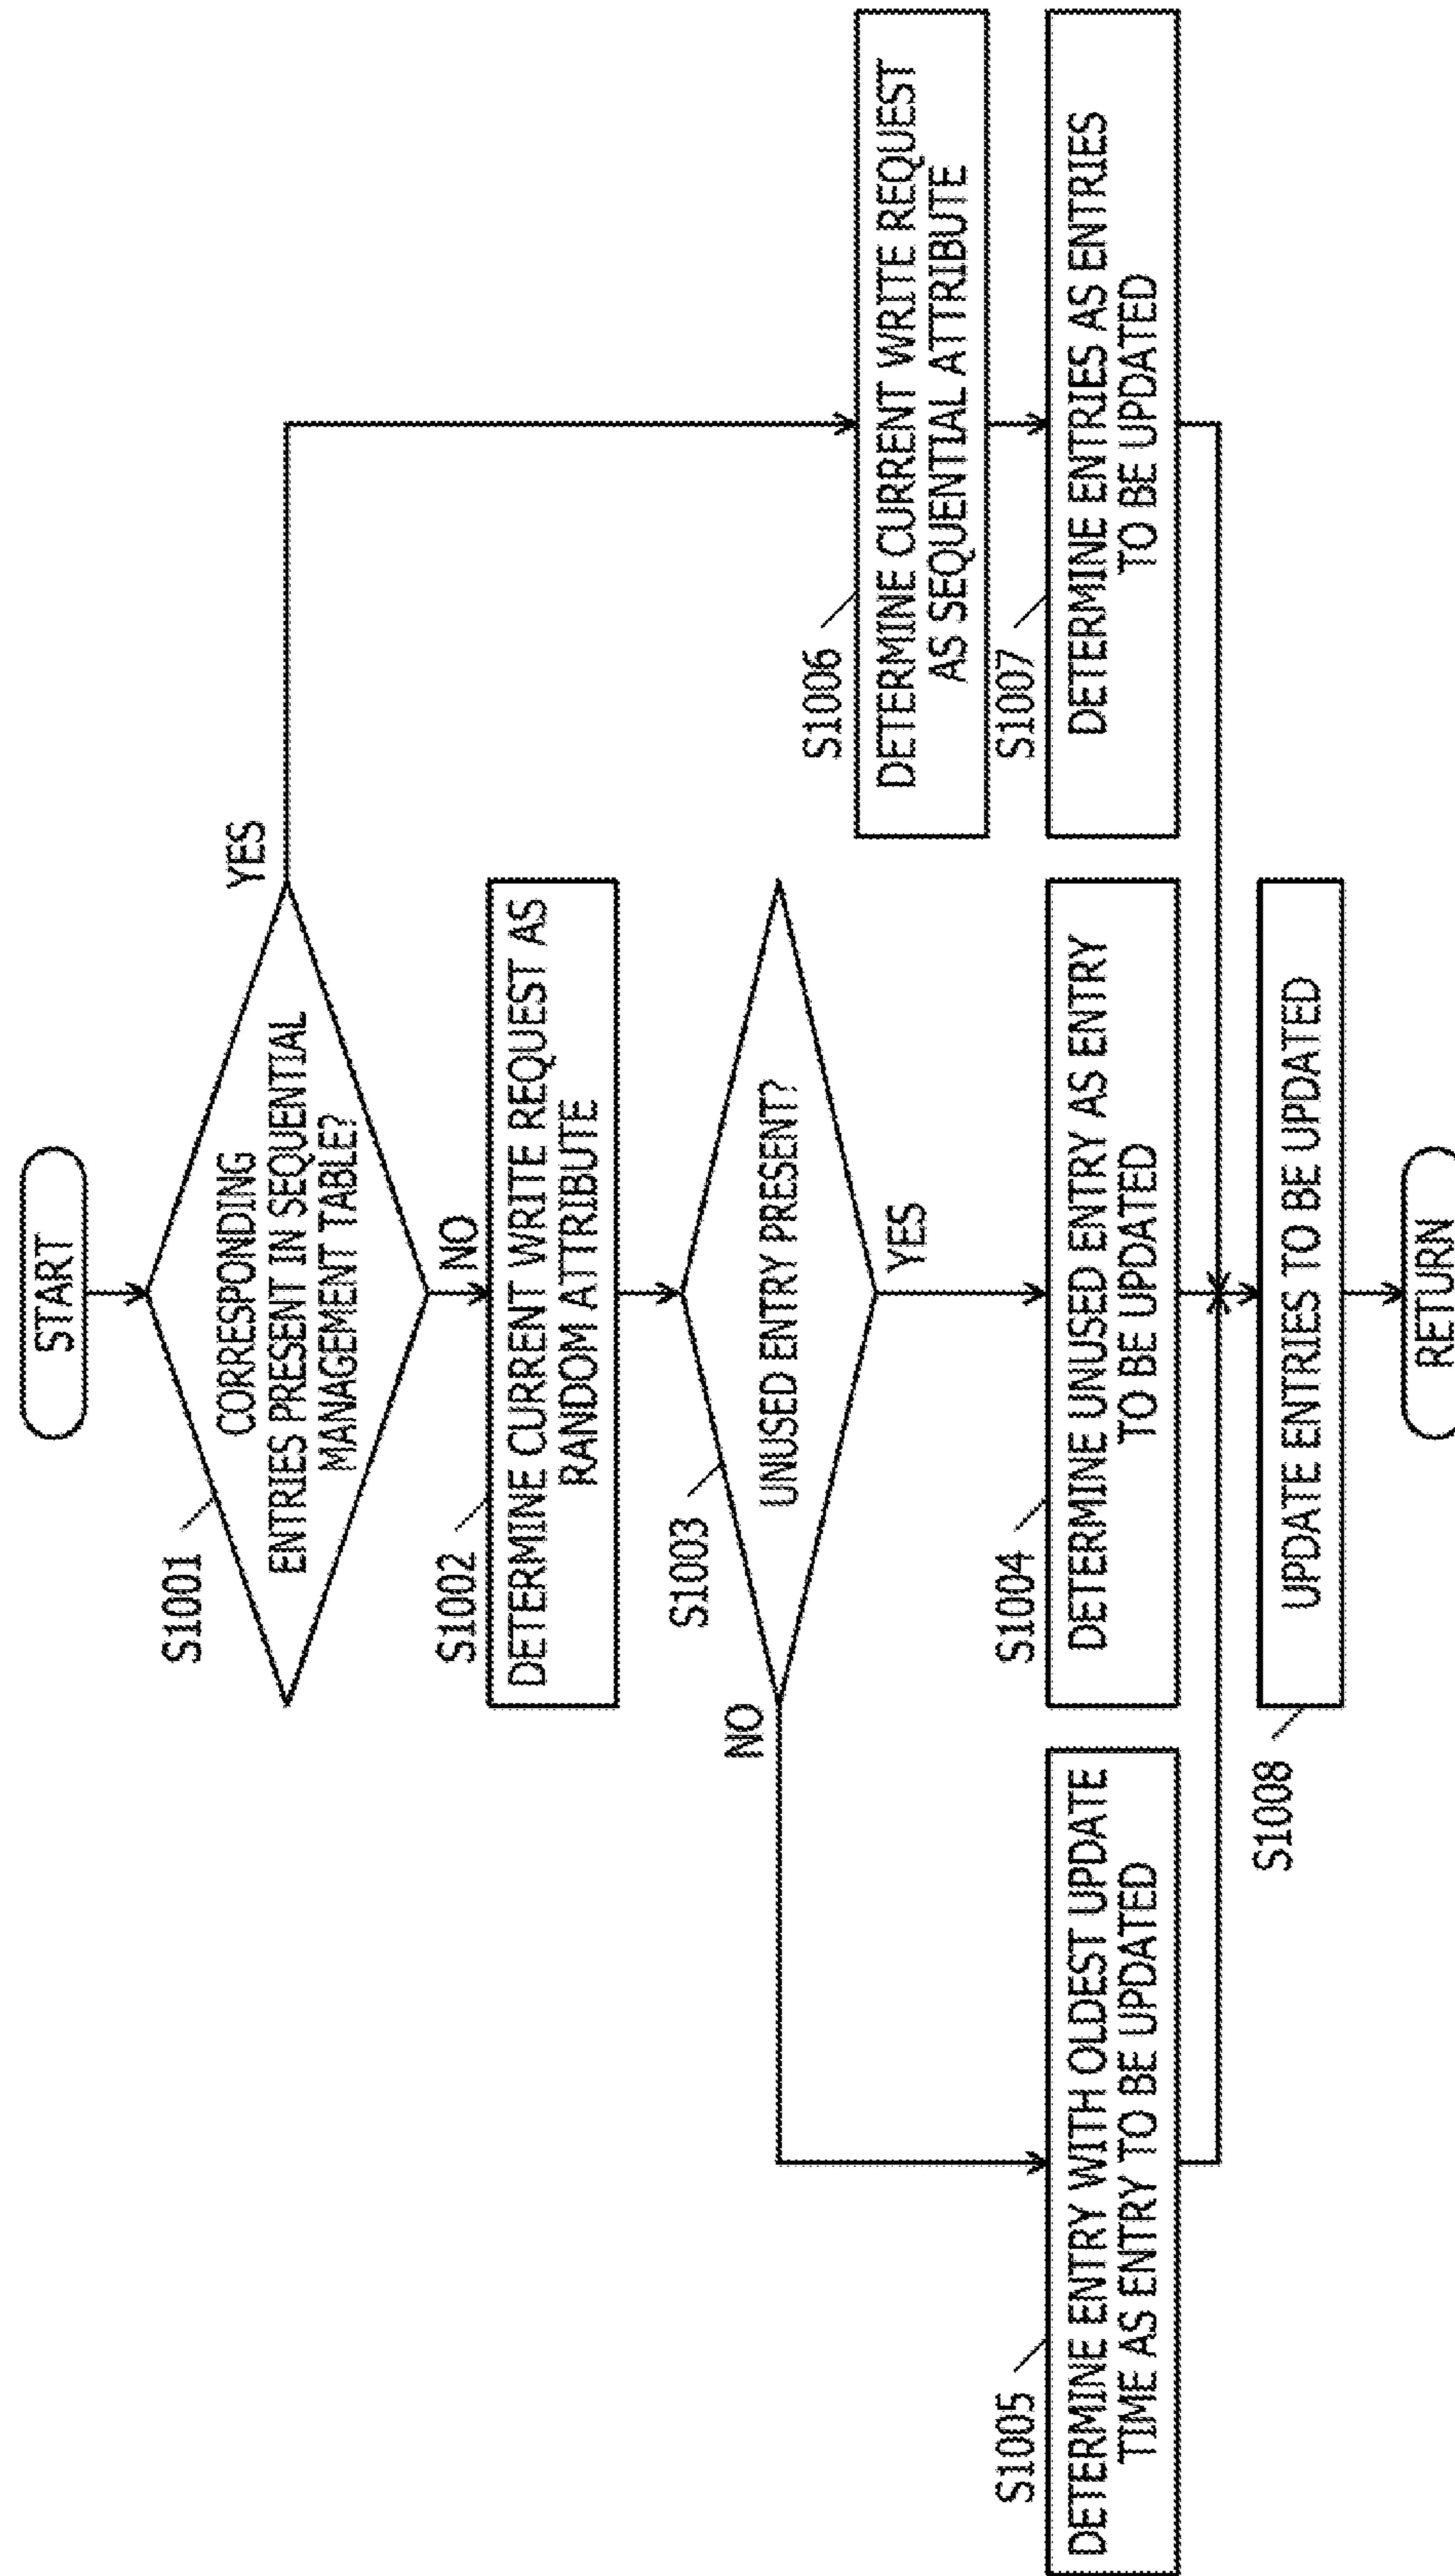 START
S1001
CORRESPONDING
ENTRIES PRESENT IN SEQUENTIAL
MANAGEMENT TABLE?
YES
NO
S1002
DETERMINE CURRENT WRITE REQUEST AS
RANDOM ATTRIBUTE
S1003
UNUSED ENTRY PRESENT?
NO
YES
S1006
DETERMINE CURRENT WRITE REQUEST
AS SEQUENTIAL ATTRIBUTE
S1005
DETERMINE ENTRY WITH OLDEST UPDATE
TIME AS ENTRY TO BE UPDATED
S1004
DETERMINE UNUSED ENTRY AS ENTRY
TO BE UPDATED
S1007
DETERMINE ENTRIES AS ENTRIES
TO BE UPDATED
S1008
UPDATE ENTRIES TO BE UPDATED
RETURN